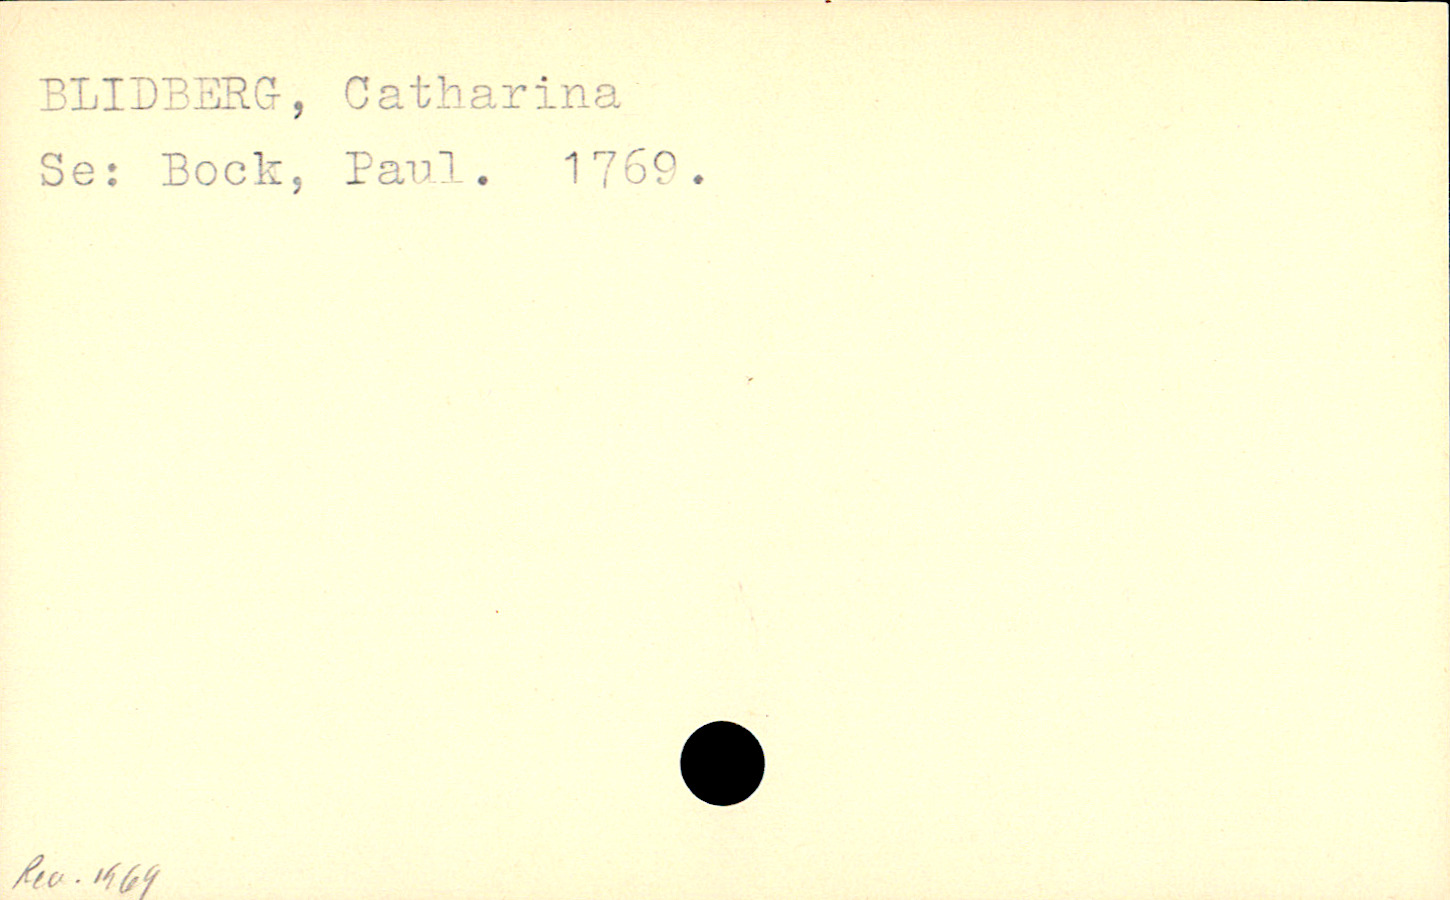 BLIDBERG, Catharina
Se: Bock, Paul. 1769.
Rev. 1969